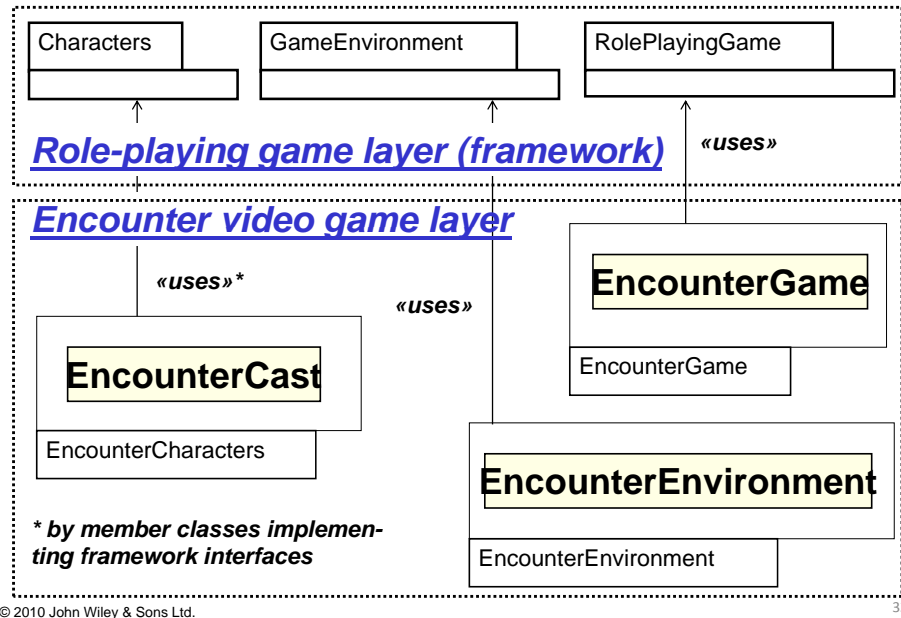 Characters
GameEnvironment
RolePlayingGame
Role-playing game layer (framework)
«uses»
Encounter video game layer
«uses»*
«uses»
EncounterGame
EncounterGame
EncounterCast
EncounterCharacters
EncounterEnvironment
EncounterEnvironment
* by member classes implemen-
ting framework interfaces
© 2010 John Wiley & Sons Ltd.
3